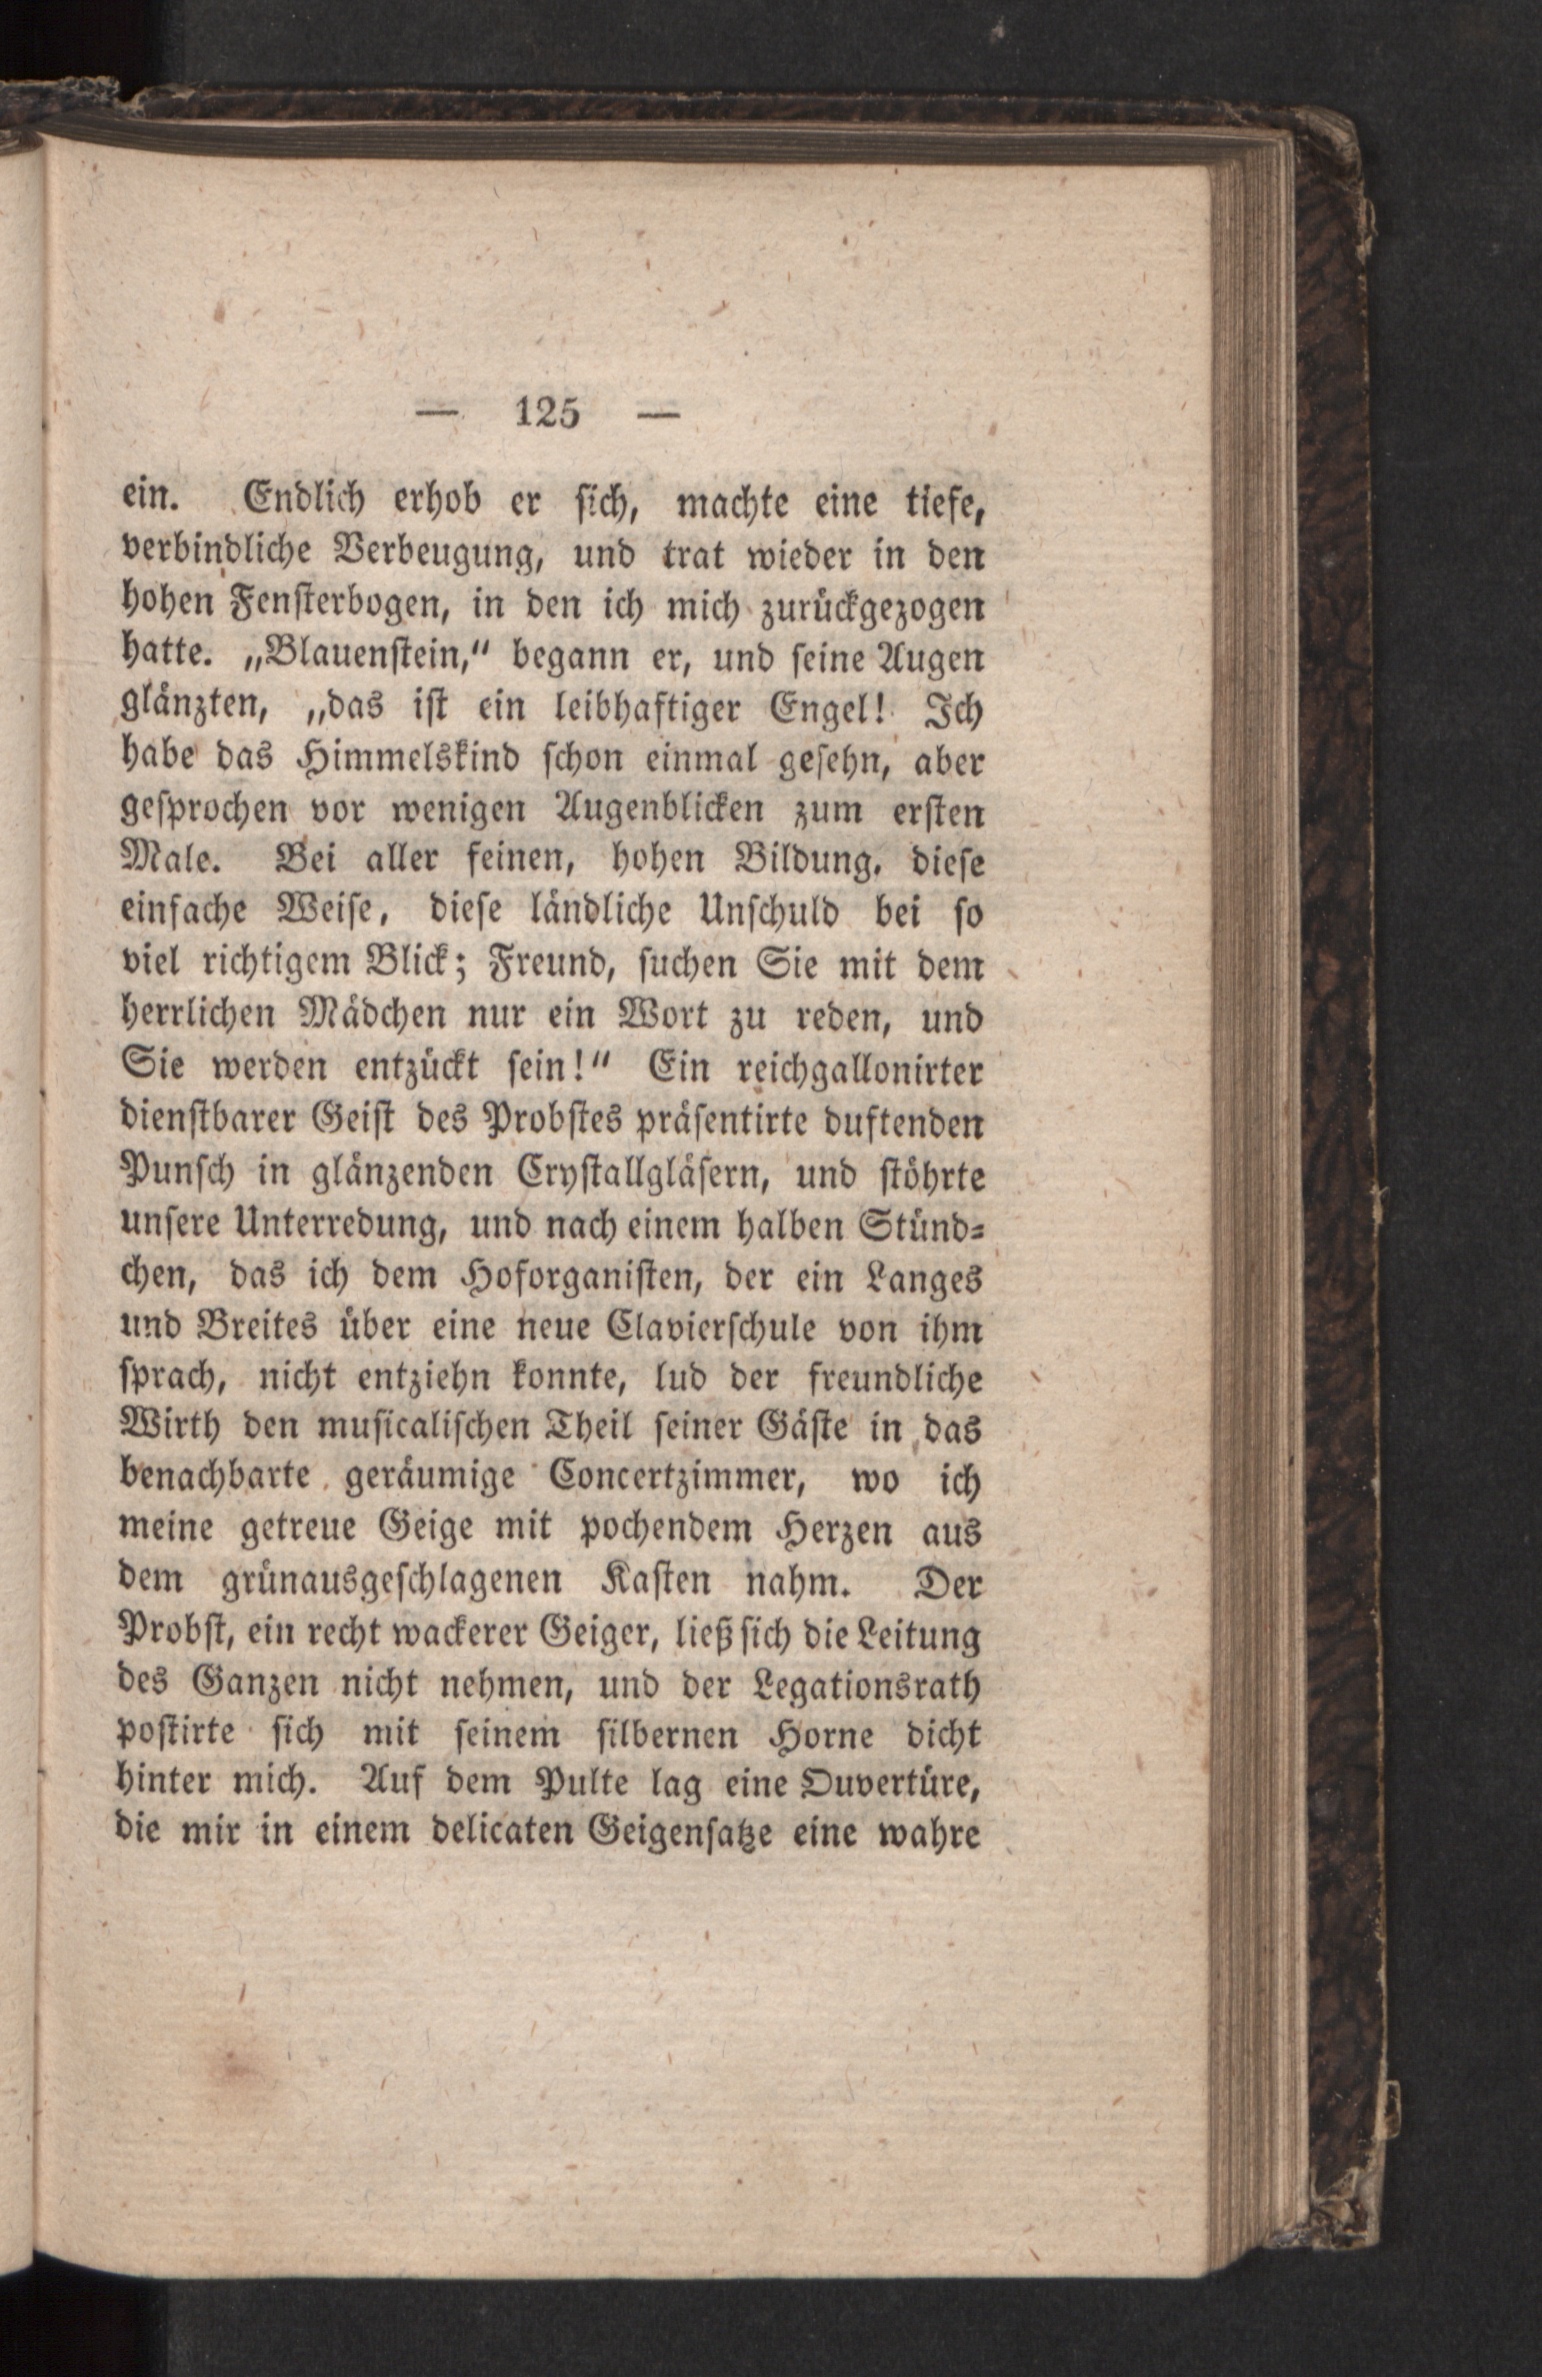 — 125 —
ein. Endlich erhob er ſich, machte eine tiefe,
verbindliche Verbeugung, und trat wieder in den
hohen Fenſterbogen, in den ich mich zurückgezogen
hatte. „Blauenſtein,“ begann er, und ſeine Augen
glänzten, „das iſt ein leibhaftiger Engel! Ich
habe das Himmelskind ſchon einmal geſehn, aber
geſprochen vor wenigen Augenblicken zum erſten
Male. Bei aller feinen, hohen Bildung, dieſe
einfache Weiſe, dieſe ländliche Unſchuld bei ſo
viel richtigem Blick; Freund, ſuchen Sie mit dem
herrlichen Mädchen nur ein Wort zu reden, und
Sie werden entzückt ſein!“ Ein reichgallonirter
dienſtbarer Geiſt des Probſtes präſentirte duftenden
Punſch in glänzenden Cryſtallgläſern, und ſtöhrte
unſere Unterredung, und nach einem halben Stünd-
chen, das ich dem Hoforganiſten, der ein Langes
und Breites über eine neue Clavierſchule von ihm
ſprach, nicht entziehn konnte, lud der freundliche
Wirth den muſicaliſchen Theil ſeiner Gäſte in das
benachbarte geräumige Concertzimmer, wo ich
meine getreue Geige mit pochendem Herzen aus
dem grünausgeſchlagenen Kaſten nahm. Der
Probſt, ein recht wackerer Geiger, ließ ſich die Leitung
des Ganzen nicht nehmen, und der Legationsrath
poſtirte ſich mit ſeinem ſilbernen Horne dicht
hinter mich. Auf dem Pulte lag eine Ouvertüre,
die mir in einem delicaten Geigenſatze eine wahre